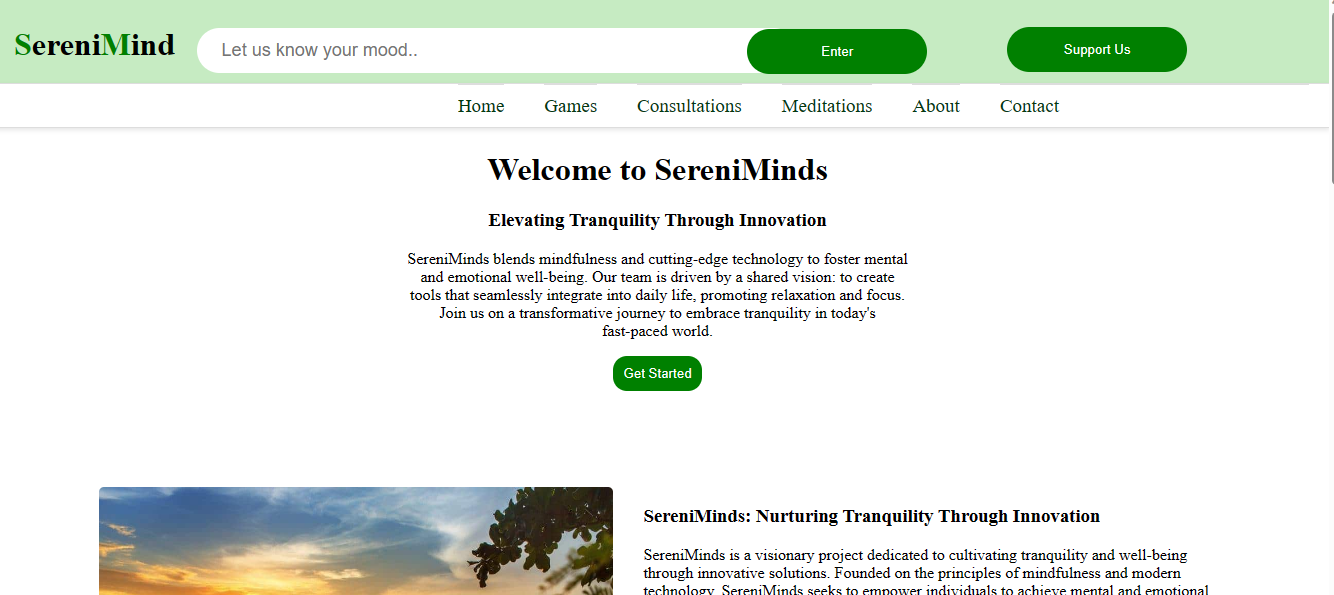 SereniMind
Let us know your mood..
Enter
Support Us
Home
Games
Consultations
Meditations
About
Contact
Welcome to SereniMinds
Elevating Tranquility Through Innovation
SereniMinds blends mindfulness and cutting-edge technology to foster mental
and emotional well-being. Our team is driven by a shared vision: to create
tools that seamlessly integrate into daily life, promoting relaxation and focus.
Join us on a transformative journey to embrace tranquility in today's
fast-paced world.
Get Started
SereniMinds: Nurturing Tranquility Through Innovation
SereniMinds is a visionary project dedicated to cultivating tranquility and well-being
through innovative solutions. Founded on the principles of mindfulness and modern
technology, SereniMinds seeks to empower individuals to achieve mental and emotional